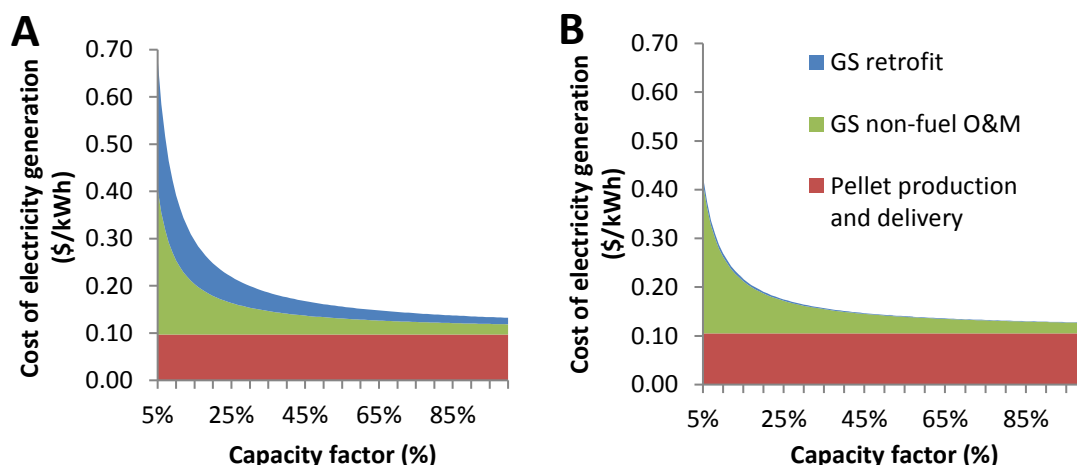 A
Cost of electricity generation
($/kWh)
0.70
0.60
0.50
0.40
0.30
0.20
0.10
0.00
5%
25%
45%
65%
85%
Capacity factor (%)
B
Cost of electricity generation
($/kWh)
0.70
0.60
0.50
0.40
0.30
0.20
0.10
0.00
5%
25%
45%
65%
85%
Capacity factor (%)
GS retrofit
GS non-fuel O&M
Pellet production
and delivery